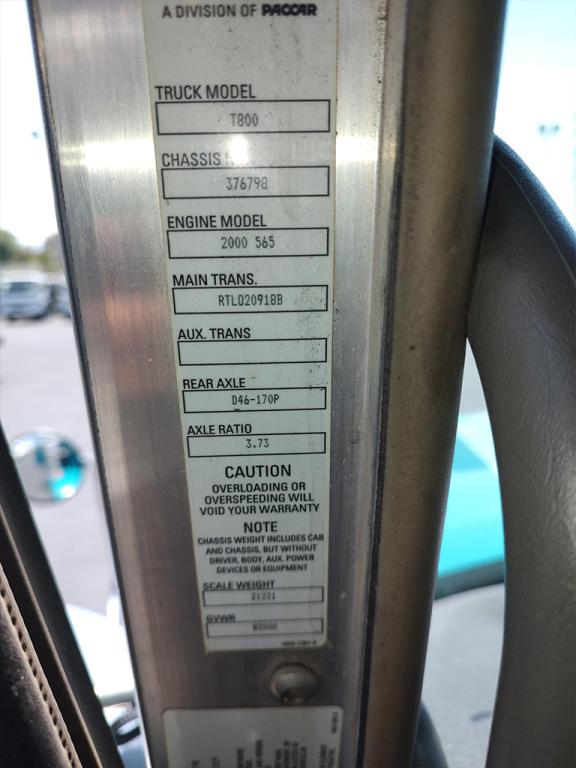 A DIVISION OF PACCAR
TRUCK MODEL
T800
CHASSIS
376798
ENGINE MODEL
2000 565
MAIN TRANS.
RTLO20918B
AUX. TRANS
REAR AXLE
D46-170P
AXLE RATIO
3.73
CAUTION
OVERLOADING OR
OVERSPEEDING WILL
VOID YOUR WARRANTY
NOTE
CHASSIS WEIGHT INCLUDES CAB
AND CHASSIS, BUT WITHOUT
DRIVER, BODY, AUX. POWER
DEVICES OR EQUIPMENT
SCALE WEIGHT
21221
GVWR